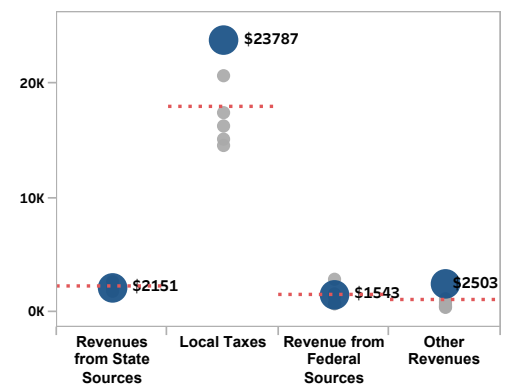 $23787
20K
10K
$2151
$1543
$2503
0K
Revenues
from State
Sources
Local Taxes
Revenue from
Federal
Sources
Other
Revenues